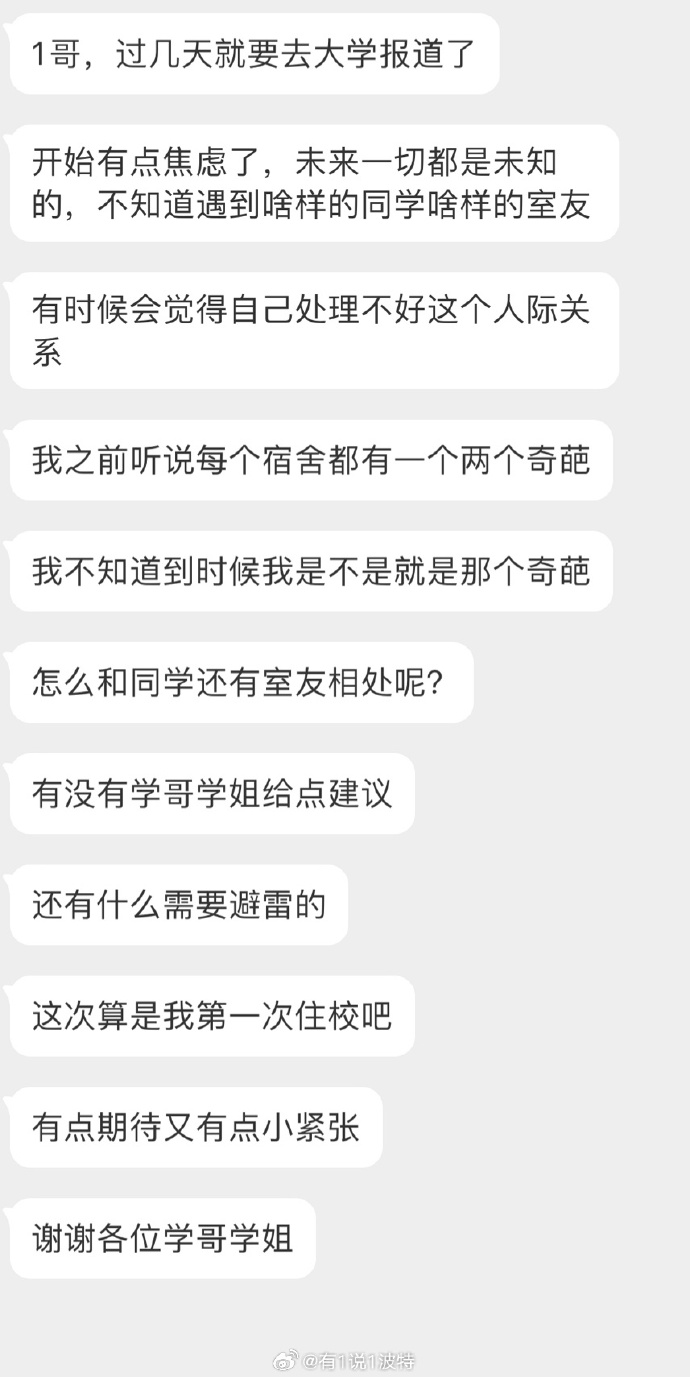 1哥，过几天就要去大学报道了
开始有点焦虑了，未来一切都是未知
的，不知道遇到啥样的同学啥样的室友
有时候会觉得自己处理不好这个人际关
系
我之前听说每个宿舍都有一个两个奇葩
我不知道到时候我是不是就是那个奇葩
怎么和同学还有室友相处呢？
有没有学哥学姐给点建议
还有什么需要避雷的
这次算是我第一次住校吧
有点期待又有点小紧张
谢谢各位学哥学姐
@有1说1波特